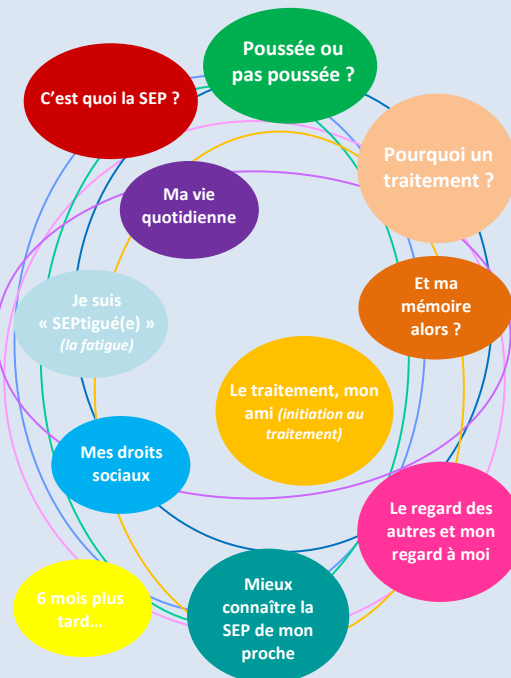 Poussée ou
pas poussée ?
C'est quoi la SEP ?
Pourquoi un
traitement ?
Ma vie
quotidienne
Je suis
« SEPtigué(e) »
(la fatigue)
Et ma
mémoire
alors ?
Le traitement, mon
ami (initiation au
traitement)
Mes droits
sociaux
Le regard des
autres et mon
regard à moi
6 mois plus
tard...
Mieux
connaître la
SEP de mon
proche